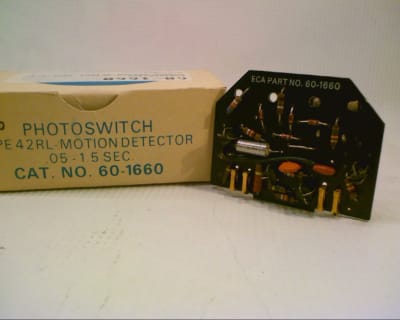 PHOTOSWITCH
PE 42RL-MOTION DETECTOR
.05-1.5 SEC.
CAT. NO. 60-1660
ECA PART NO. 60-1660